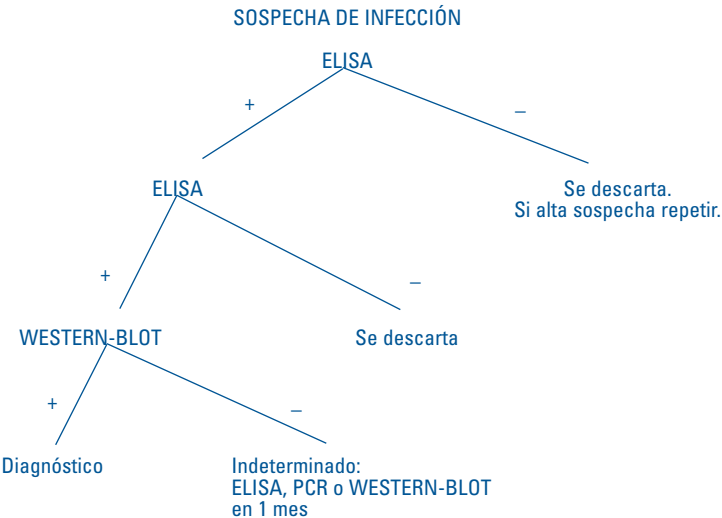 SOSPECHA DE INFECCIÓN
ELISA
+
–
ELISA
Se descarta.
Si alta sospecha repetir.
+
–
WESTERN-BLOT
Se descarta
+
–
Diagnóstico
Indeterminado:
ELISA, PCR o WESTERN-BLOT
en 1 mes